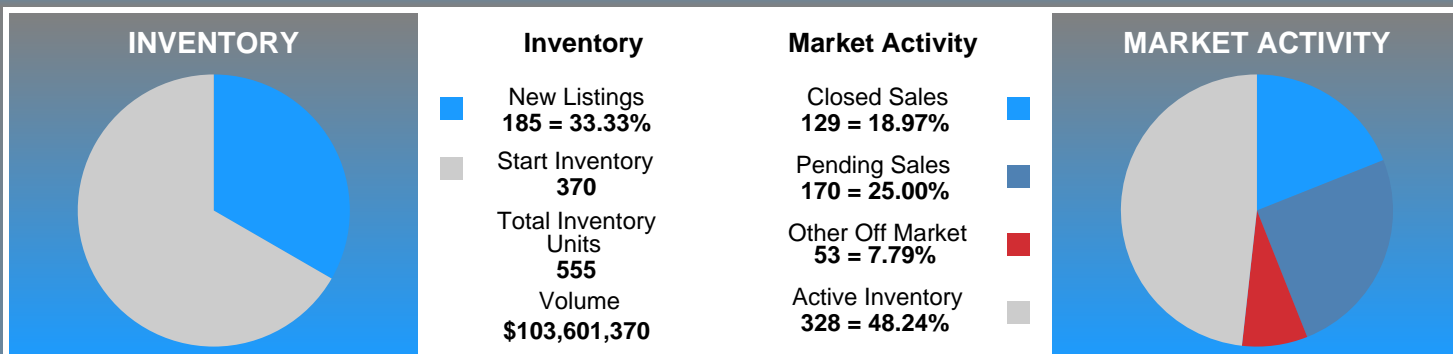 INVENTORY
Inventory
New Listings
185 = 33.33%
Start Inventory
370
Total Inventory
Units
555
Volume
$103,601,370
Market Activity
Closed Sales
129 = 18.97%
Pending Sales
170 = 25.00%
Other Off Market
53 = 7.79%
Active Inventory
328 = 48.24%
MARKET ACTIVITY